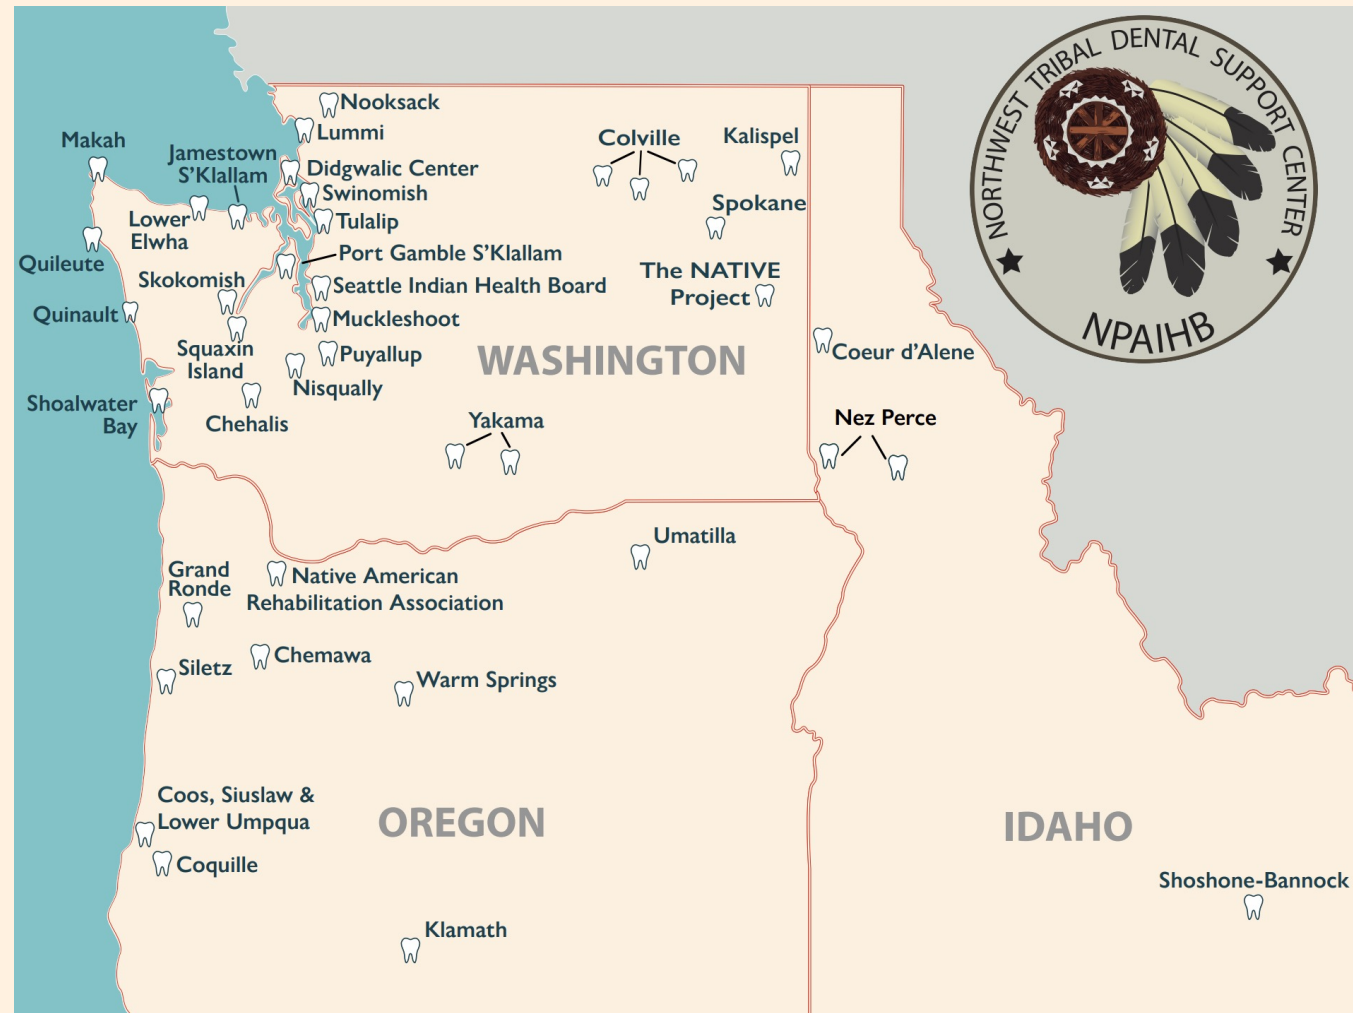 NORTHWEST TRIBAL DENTAL SUPPORT CENTER
NPAIHB
Nooksack
Lummi
Makah
Jamestown
S'Klallam
Didgwalic Center
Swinomish
Tulalip
Lower
Elwha
Quileute
Port Gamble S'Klallam
Skokomish
Seattle Indian Health Board
Quinault
Muckleshoot
Squaxin
Island
Puyallup
Nisqually
Shoalwater
Bay
Chehalis
Colville
Kalispel
Spokane
The NATIVE
Project
WASHINGTON
Yakama
Coeur d'Alene
Nez Perce
Umatilla
Grand
Ronde
Native American
Rehabilitation Association
Siletz
Chemawa
Warm Springs
Coos, Siuslaw &
Lower Umpqua
OREGON
Coquille
Klamath
IDAHO
Shoshone-Bannock